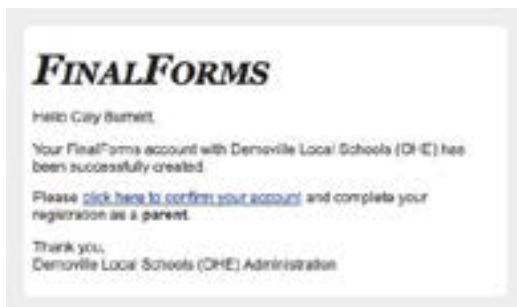 FINALFORMS
Hello Clay Burnett,
Your FinalForms account with Demoville Local Schools (OHE) has
been successfully created.
Please click here to confirm your account and complete your
registration as a parent.
Thank you,
Demoville Local Schools (OHE) Administration